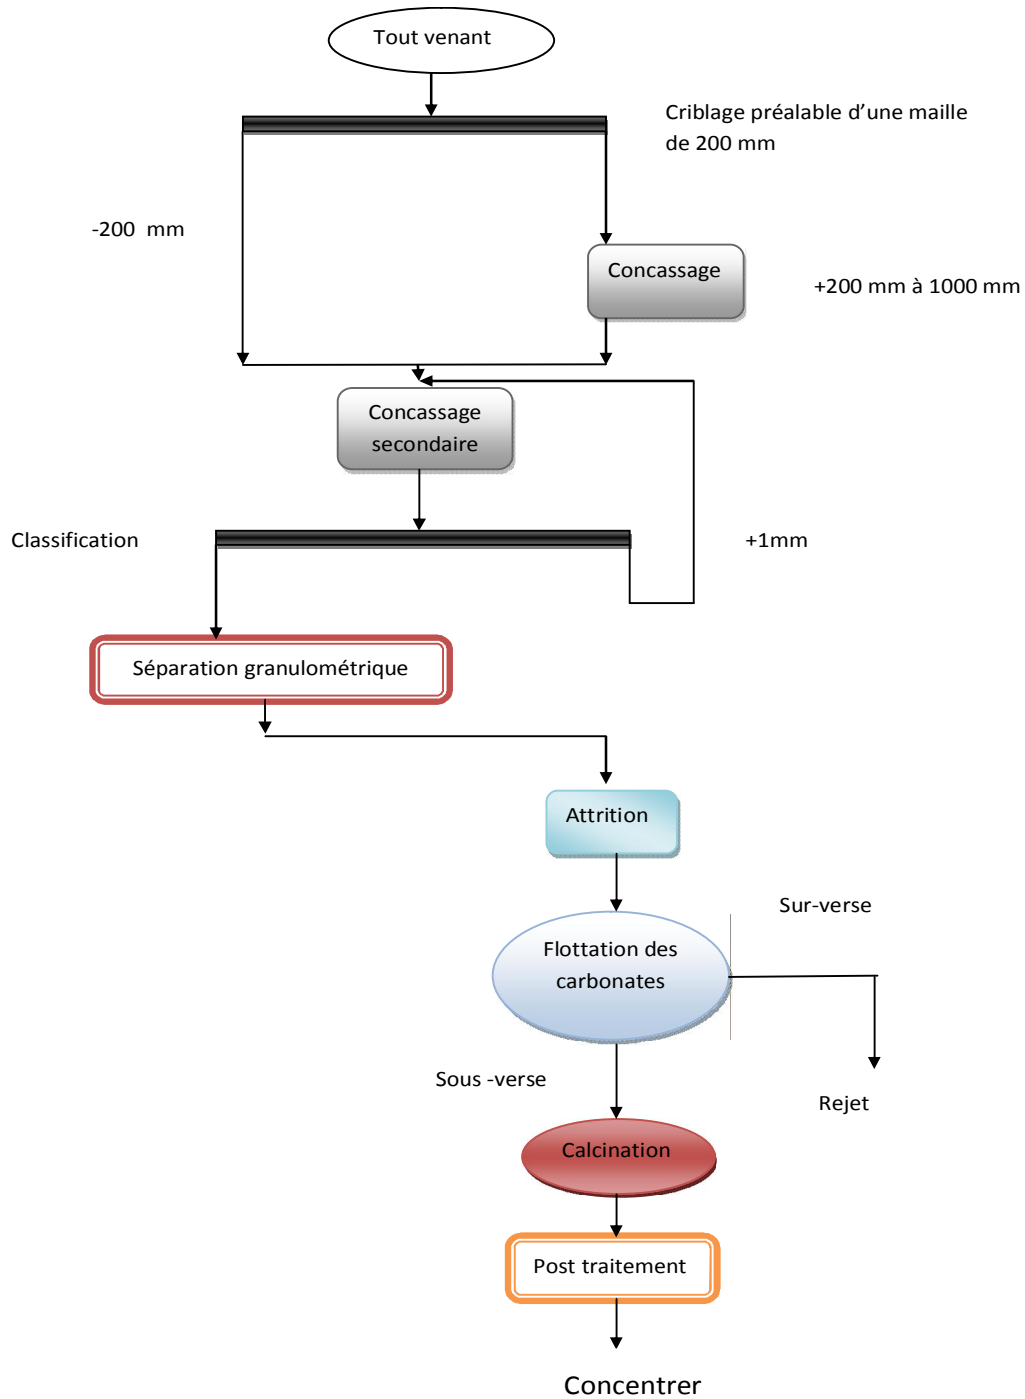 Tout venant
Criblage préalable d’une maille
de 200 mm
-200 mm
Concassage
+200 mm à 1000 mm
Concassage
secondaire
Classification
+1mm
Séparation granulométrique
Attrition
Sur-verse
Flottation des
carbonates
Sous -verse
Rejet
Calcination
Post traitement
Concentrer